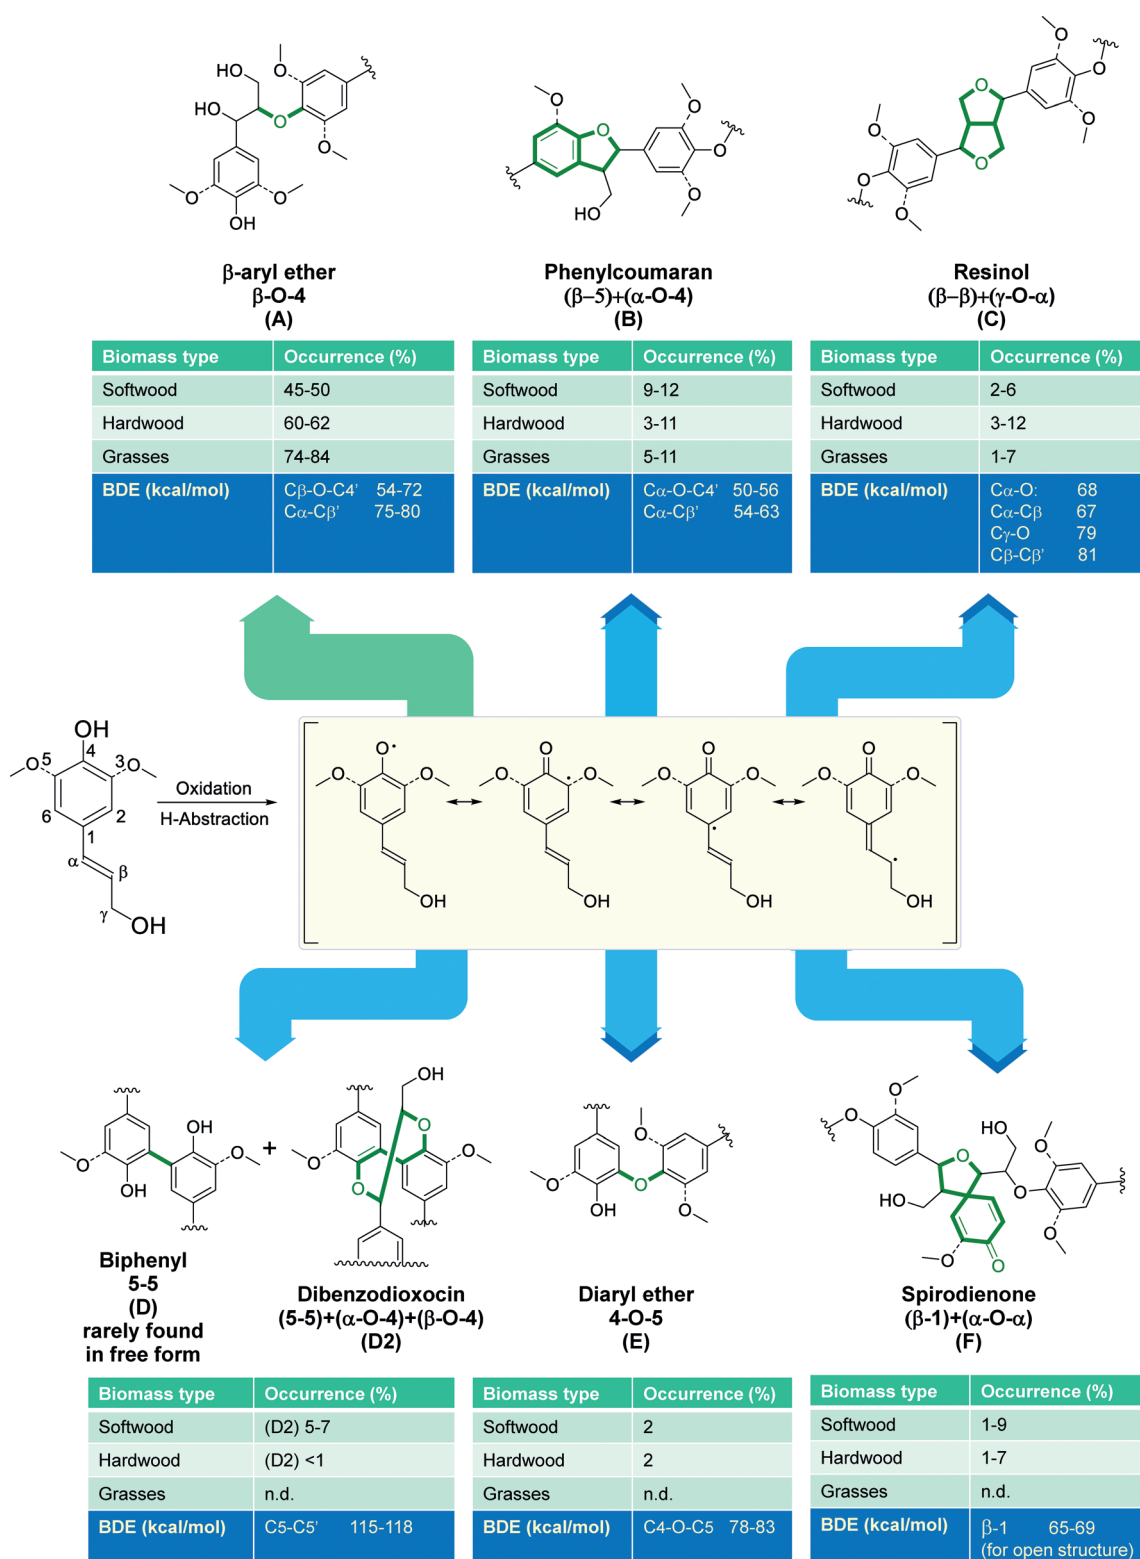 HO
HO
O
O
O
O
O
OH
β-aryl ether
β-O-4
(A)
O
O
O
O
O
HO
Phenylcoumaran
(β–5)+(α-O-4)
(B)
O
O
O
O
O
O
O
O
Resinol
(β–β)+(γ-O-α)
(C)
Biomass type Occurrence (%)
Softwood 45-50
Hardwood 60-62
Grasses 74-84
BDE (kcal/mol) Cβ-O-C4' 54-72
Cα-Cβ' 75-80
Biomass type Occurrence (%)
Softwood 9-12
Hardwood 3-11
Grasses 5-11
BDE (kcal/mol) Cα-O-C4' 50-56
Cα-Cβ' 54-63
Biomass type Occurrence (%)
Softwood 2-6
Hardwood 3-12
Grasses 1-7
BDE (kcal/mol) Cα-O: 68
Cα-Cβ 67
Cγ-O 79
Cβ-Cβ' 81
OH
O 5 4 3 O
6 2
1
α
β
γ
OH
Oxidation
H-Abstraction
O•
O O
OH
O
O • O
OH
O
O O
•
OH
O
O O
•
OH
OH
O
OH
O
Biphenyl
5-5
(D)
rarely found
in free form
+
OH
O
O
O
O
Dibenzodioxocin
(5-5)+(α-O-4)+(β-O-4)
(D2)
O
O
O
OH
O
Diaryl ether
4-O-5
(E)
O
O
HO
O
O
O
O
HO
O
O
Spirodienone
(β-1)+(α-O-α)
(F)
Biomass type Occurrence (%)
Softwood (D2) 5-7
Hardwood (D2) <1
Grasses n.d.
BDE (kcal/mol) C5-C5' 115-118
Biomass type Occurrence (%)
Softwood 2
Hardwood 2
Grasses n.d.
BDE (kcal/mol) C4-O-C5 78-83
Biomass type Occurrence (%)
Softwood 1-9
Hardwood 1-7
Grasses n.d.
BDE (kcal/mol) β-1 65-69
(for open structure)